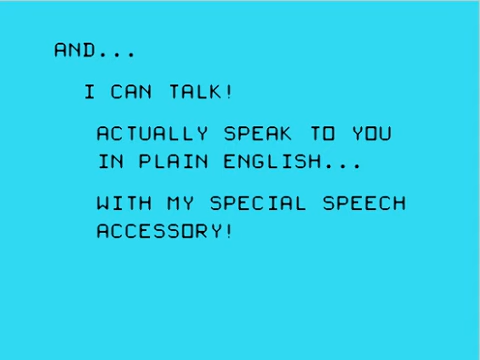 AND...
I CAN TALK!
ACTUALLY SPEAK TO YOU
IN PLAIN ENGLISH...
WITH MY SPECIAL SPEECH
ACCESSORY!